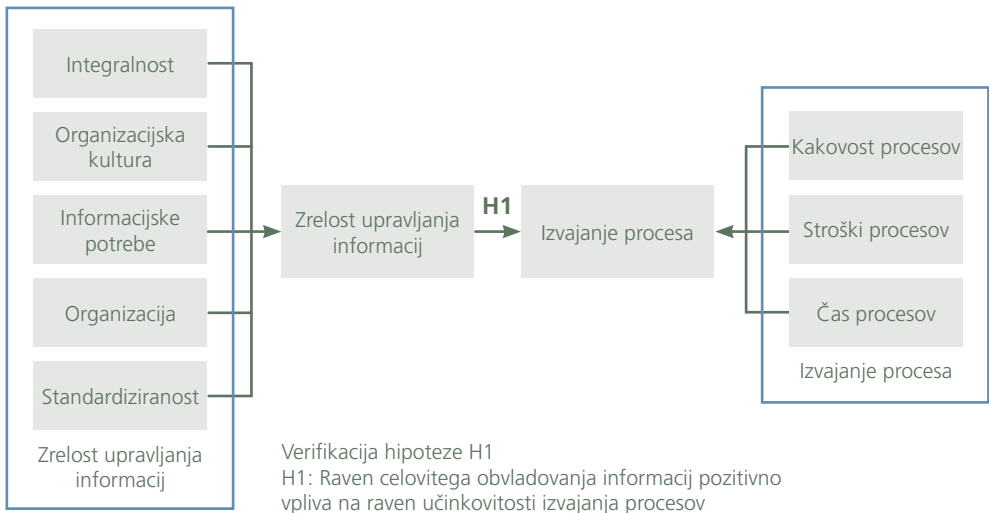 Integralnost
Organizacijska
kultura
Informacijske
potrebe
Organizacija
Standardiziranost
Zrelost upravljanja
informacij
Zrelost upravljanja
informacij
H1
Izvajanje procesa
Kakovost procesov
Stroški procesov
Čas procesov
Izvajanje procesa
Verifikacija hipoteze H1
H1: Raven celovitega obvladovanja informacij pozitivno
vpliva na raven učinkovitosti izvajanja procesov